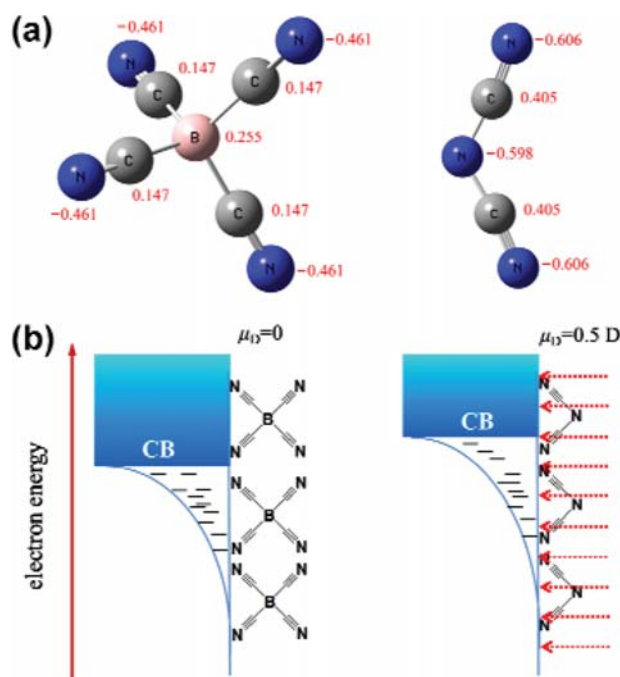 (a)
N -0.461 N -0.461 N -0.606
0.147 C C 0.147 C 0.405
B 0.255 N -0.598
N C 0.147 C 0.147 C 0.405
-0.461 N -0.461 N -0.606
(b)
μD=0 μD=0.5 D
electron energy
CB CB
N N N
B N
N N N
N N N
B N
N N N
N N N
B N
N N N